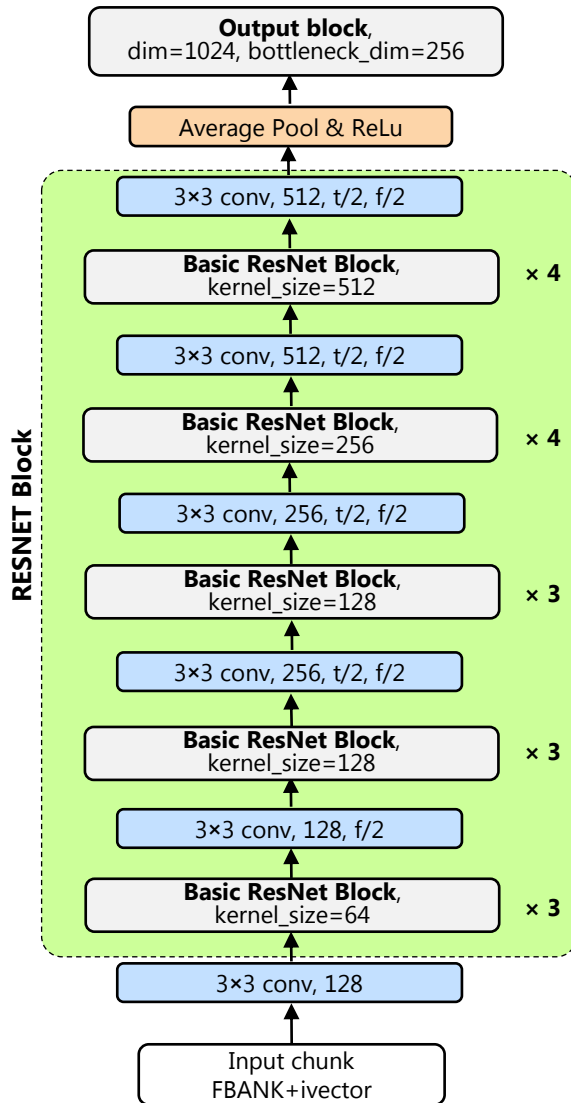 Output block,
dim=1024, bottleneck_dim=256
Average Pool & ReLu
3×3 conv, 512, t/2, f/2
Basic ResNet Block,
kernel_size=512
× 4
3×3 conv, 512, t/2, f/2
Basic ResNet Block,
kernel_size=256
× 4
3×3 conv, 256, t/2, f/2
RESNET Block
Basic ResNet Block,
kernel_size=128
× 3
3×3 conv, 256, t/2, f/2
Basic ResNet Block,
kernel_size=128
× 3
3×3 conv, 128, f/2
Basic ResNet Block,
kernel_size=64
× 3
3×3 conv, 128
Input chunk
FBANK+ivector